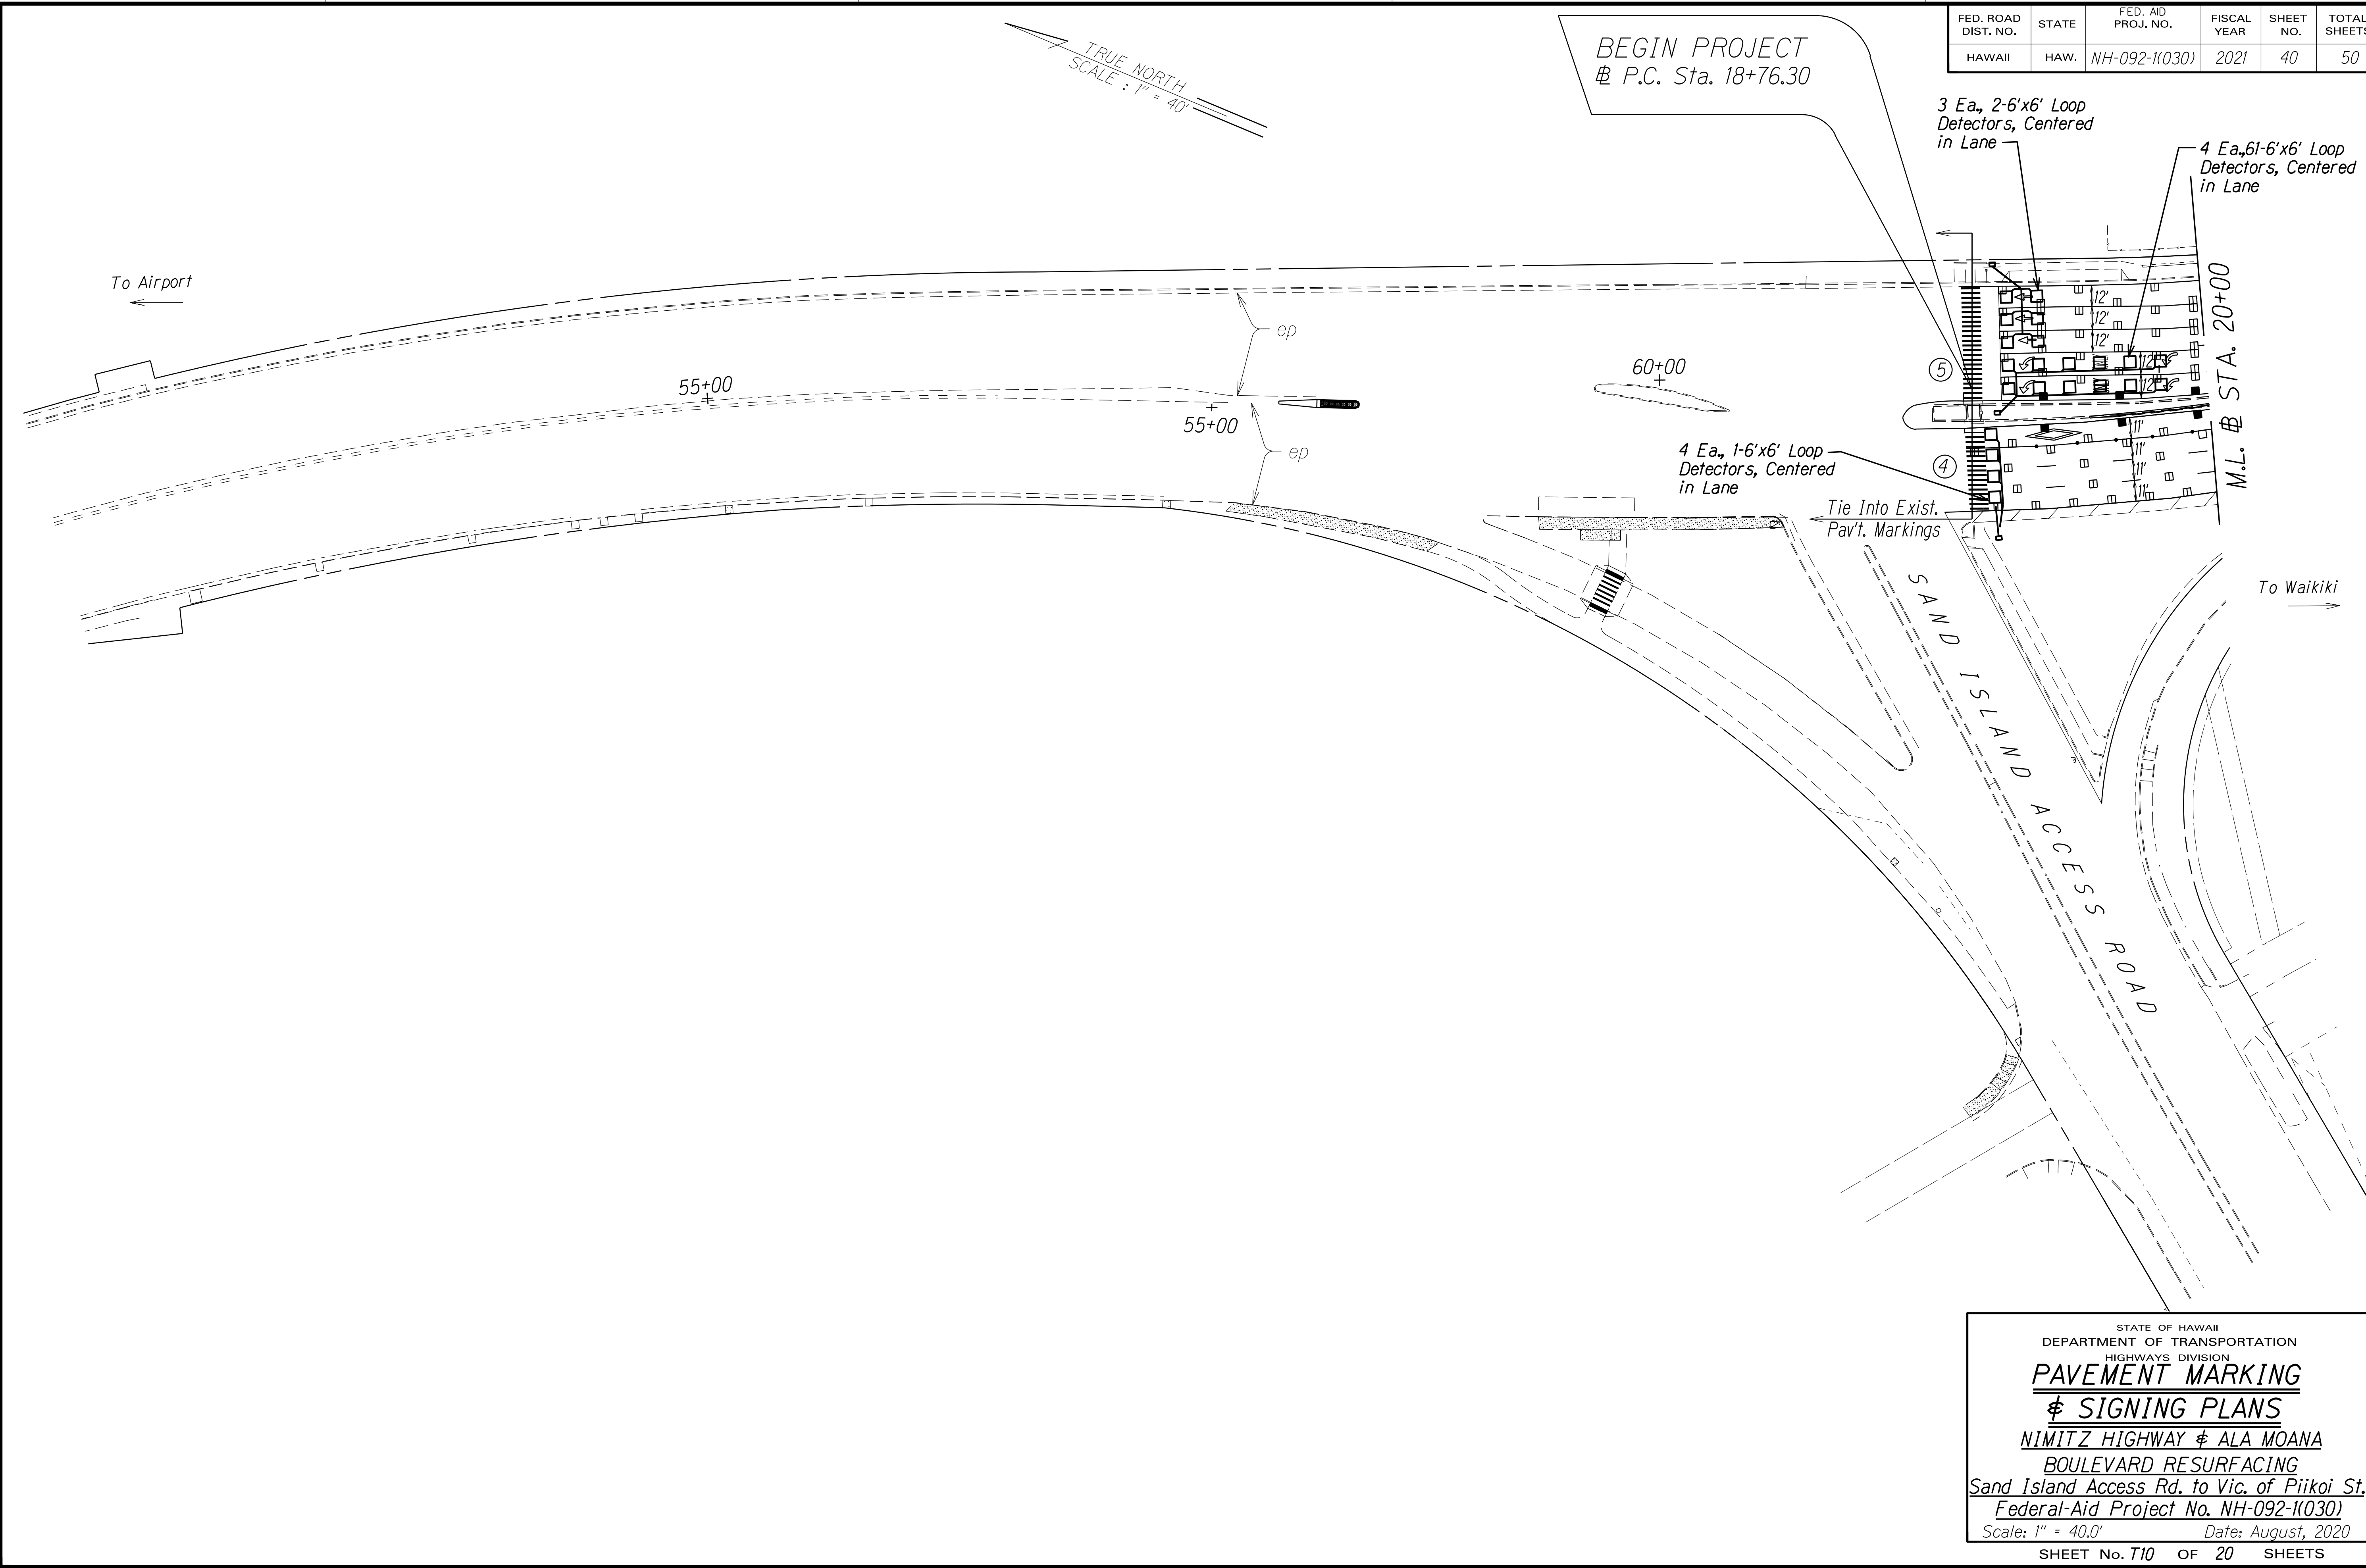 FED. ROAD DIST. NO.
STATE
FED. AID PROJ. NO.
FISCAL YEAR
SHEET NO.
TOTAL SHEETS
HAWAII
HAW.
NH-092-1(030)
2021
40
50
TRUE NORTH
SCALE : 1" = 40'
BEGIN PROJECT
P.C. Sta. 18+76.30
3 Ea., 2-6'x6' Loop
Detectors, Centered
in Lane
4 Ea.,61-6'x6' Loop
Detectors, Centered
in Lane
To Airport
ep
55+00
55+00
ep
60+00
12'
12'
12'
12'
12'
5
M.L. ␢ STA. 20+00
4 Ea., 1-6'x6' Loop
Detectors, Centered
in Lane
4
11'
11'
11'
11'
Tie Into Exist.
Pav't. Markings
SAND ISLAND ACCESS ROAD
To Waikiki
STATE OF HAWAII
DEPARTMENT OF TRANSPORTATION
HIGHWAYS DIVISION
PAVEMENT MARKING
& SIGNING PLANS
NIMITZ HIGHWAY & ALA MOANA
BOULEVARD RESURFACING
Sand Island Access Rd. to Vic. of Piikoi St.
Federal-Aid Project No. NH-092-1(030)
Scale: 1" = 40.0'
Date: August, 2020
SHEET No. T10 OF 20 SHEETS